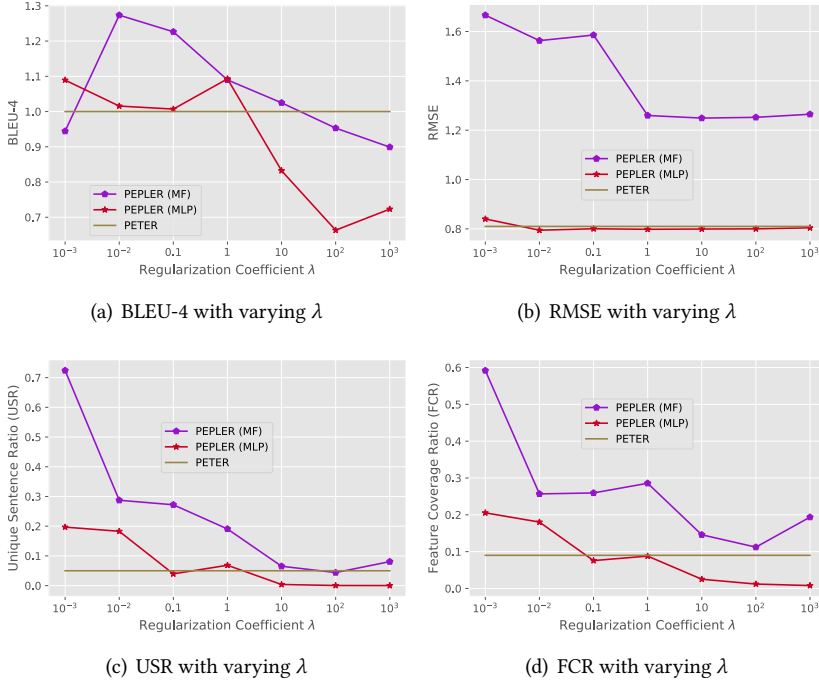 1.3
1.2
1.1
1.0
0.9
0.8
0.7
BLEU-4
PEPLER (MF)
PEPLER (MLP)
PETER
10⁻³ 10⁻² 0.1 1 10 10² 10³
Regularization Coefficient λ
(a) BLEU-4 with varying λ
1.6
1.4
1.2
1.0
0.8
RMSE
PEPLER (MF)
PEPLER (MLP)
PETER
10⁻³ 10⁻² 0.1 1 10 10² 10³
Regularization Coefficient λ
(b) RMSE with varying λ
0.7
0.6
0.5
0.4
0.3
0.2
0.1
0.0
Unique Sentence Ratio (USR)
PEPLER (MF)
PEPLER (MLP)
PETER
10⁻³ 10⁻² 0.1 1 10 10² 10³
Regularization Coefficient λ
(c) USR with varying λ
0.6
0.5
0.4
0.3
0.2
0.1
0.0
Feature Coverage Ratio (FCR)
PEPLER (MF)
PEPLER (MLP)
PETER
10⁻³ 10⁻² 0.1 1 10 10² 10³
Regularization Coefficient λ
(d) FCR with varying λ